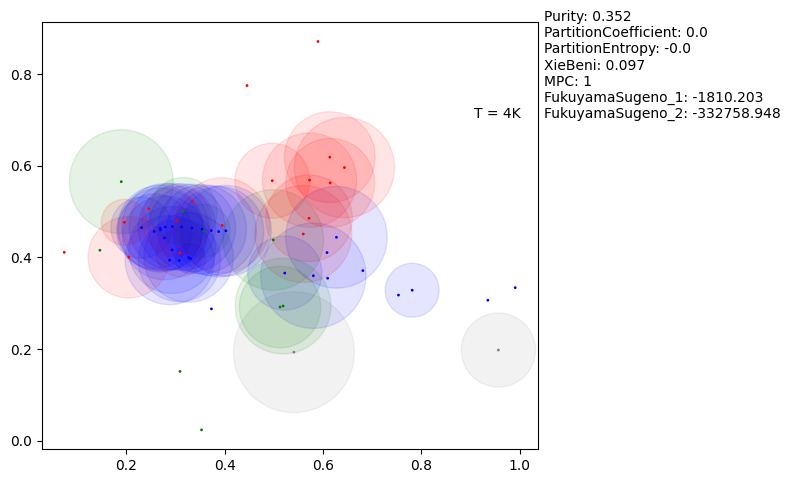 Purity: 0.352
PartitionCoefficient: 0.0
PartitionEntropy: -0.0
XieBeni: 0.097
MPC: 1
FukuyamaSugeno_1: -1810.203
FukuyamaSugeno_2: -332758.948
T = 4K
0.8
0.6
0.4
0.2
0.0
0.2 0.4 0.6 0.8 1.0